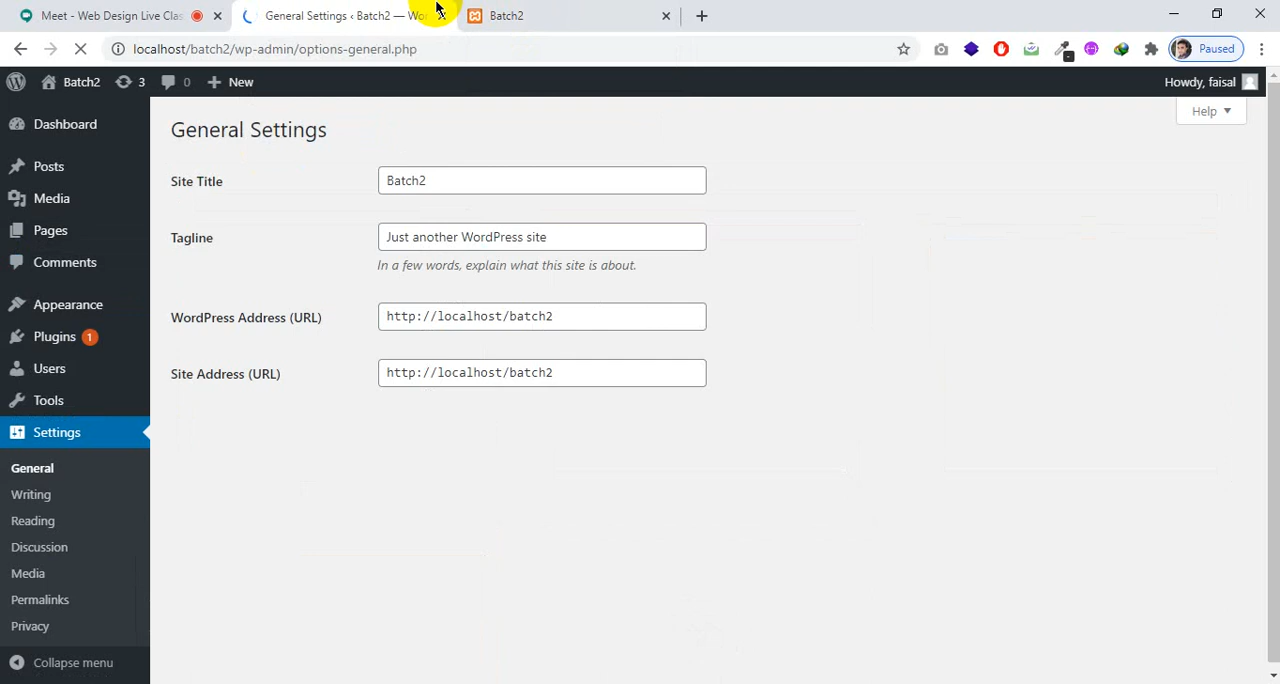 Meet - Web Design Live Clas
General Settings ‹ Batch2 — Wor
Batch2
localhost/batch2/wp-admin/options-general.php
Paused
Batch2
3
0
New
Howdy, faisal
Help
Dashboard
Posts
Media
Pages
Comments
Appearance
Plugins 1
Users
Tools
Settings
General
Writing
Reading
Discussion
Media
Permalinks
Privacy
Collapse menu
General Settings
Site Title
Batch2
Tagline
Just another WordPress site
In a few words, explain what this site is about.
WordPress Address (URL)
http://localhost/batch2
Site Address (URL)
http://localhost/batch2